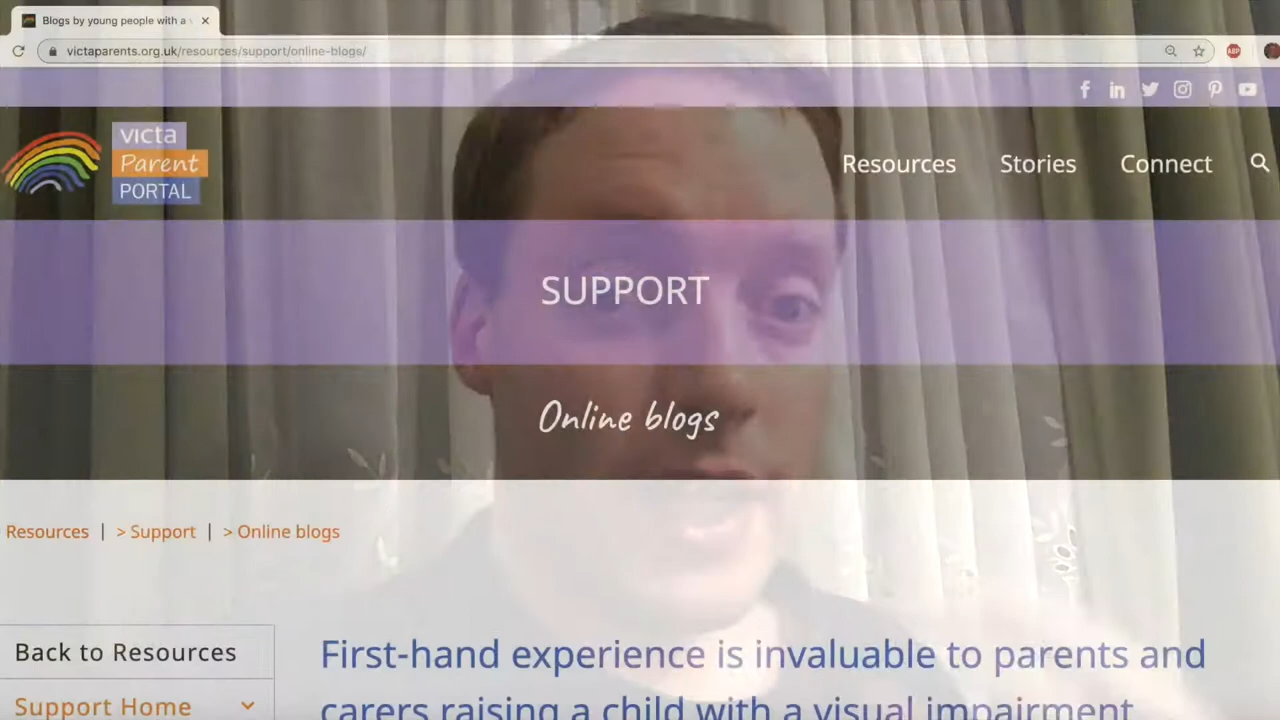 Blogs by young people with a
victaparents.org.uk/resources/support/online-blogs/
victa
Parent
PORTAL
Resources Stories Connect
SUPPORT
Online blogs
Resources | > Support | > Online blogs
Back to Resources
Support Home
First-hand experience is invaluable to parents and
carers raising a child with a visual impairment